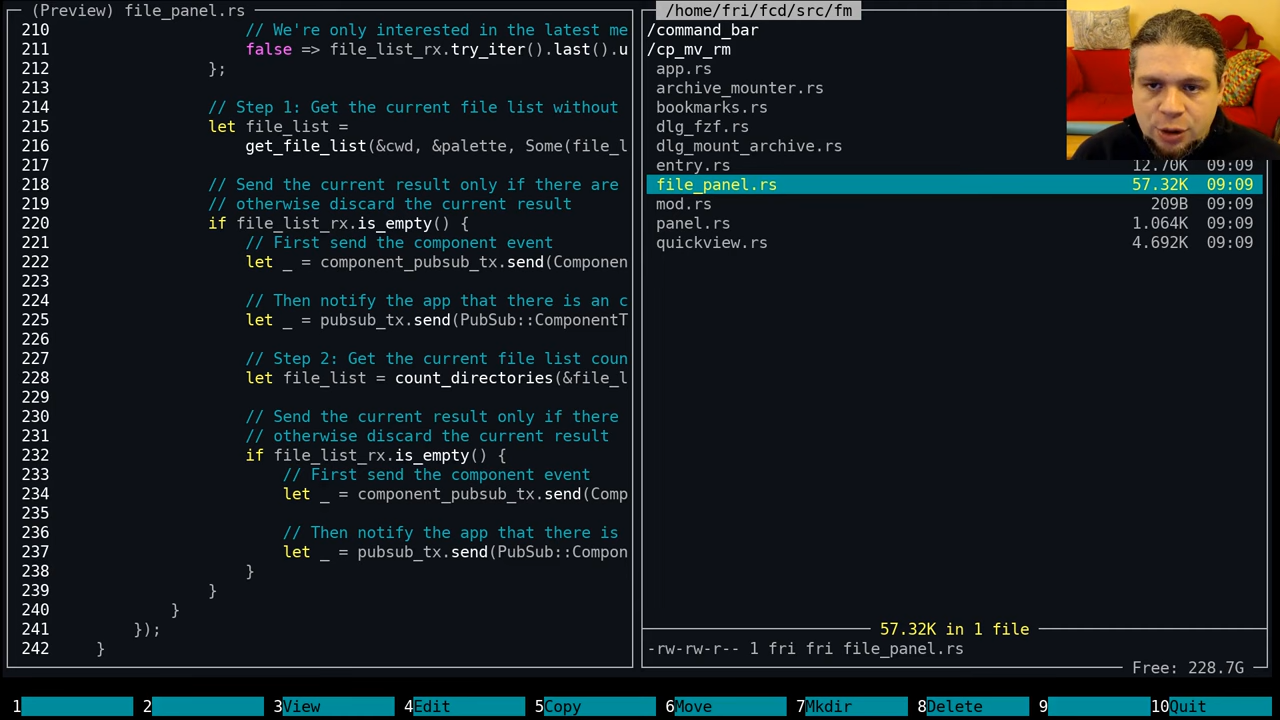 (Preview) file_panel.rs
210 // We're only interested in the latest me
211 false => file_list_rx.try_iter().last().u
212 };
213
214 // Step 1: Get the current file list without
215 let file_list =
216 get_file_list(&cwd, &palette, Some(file_l
217
218 // Send the current result only if there are
219 // otherwise discard the current result
220 if file_list_rx.is_empty() {
221 // First send the component event
222 let _ = component_pubsub_tx.send(Componen
223
224 // Then notify the app that there is an c
225 let _ = pubsub_tx.send(PubSub::ComponentT
226
227 // Step 2: Get the current file list coun
228 let file_list = count_directories(&file_l
229
230 // Send the current result only if there
231 // otherwise discard the current result
232 if file_list_rx.is_empty() {
233 // First send the component event
234 let _ = component_pubsub_tx.send(Comp
235
236 // Then notify the app that there is
237 let _ = pubsub_tx.send(PubSub::Compon
238 }
239 }
240 }
241 });
242 }
/home/fri/fcd/src/fm
/command_bar
/cp_mv_rm
app.rs
archive_mounter.rs
bookmarks.rs
dlg_fzf.rs
dlg_mount_archive.rs
entry.rs 12.70K 09:09
file_panel.rs 57.32K 09:09
mod.rs 209B 09:09
panel.rs 1.064K 09:09
quickview.rs 4.692K 09:09
57.32K in 1 file
-rw-rw-r-- 1 fri fri file_panel.rs
Free: 228.7G
1 2 3View 4Edit 5Copy 6Move 7Mkdir 8Delete 9 10Quit